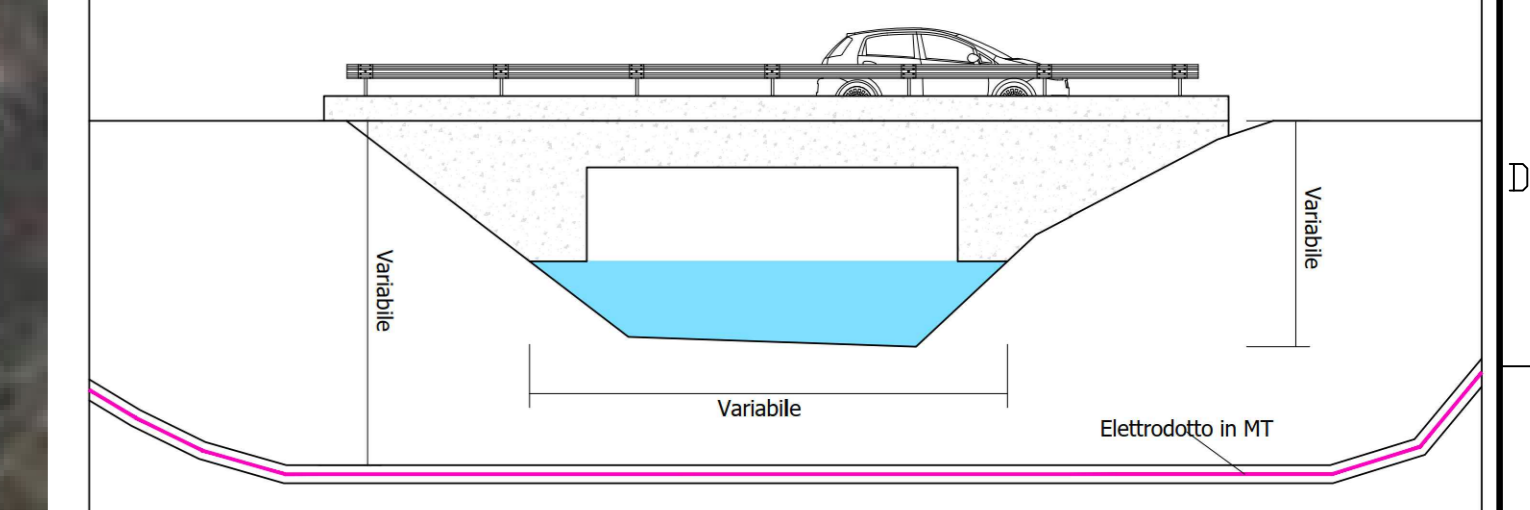 D
Variabile
Variabile
Variabile
Elettrodotto in MT